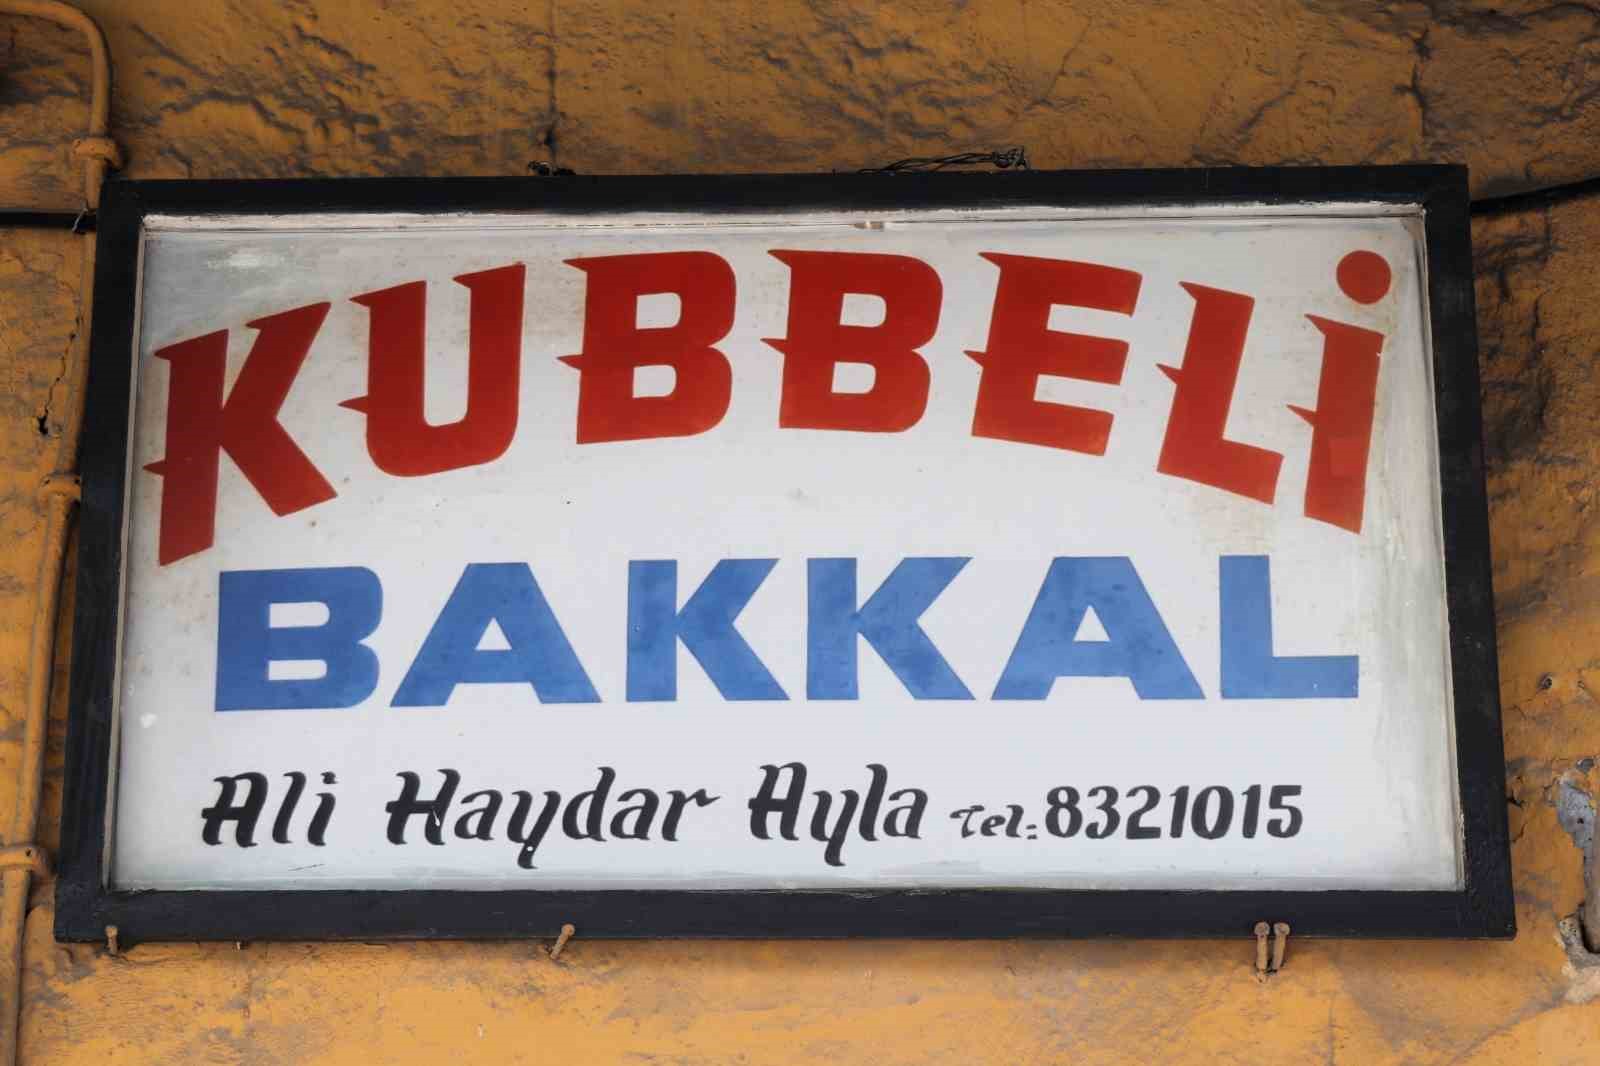 KUBBELİ
BAKKAL
Ali Haydar Ayla Tel: 8321015